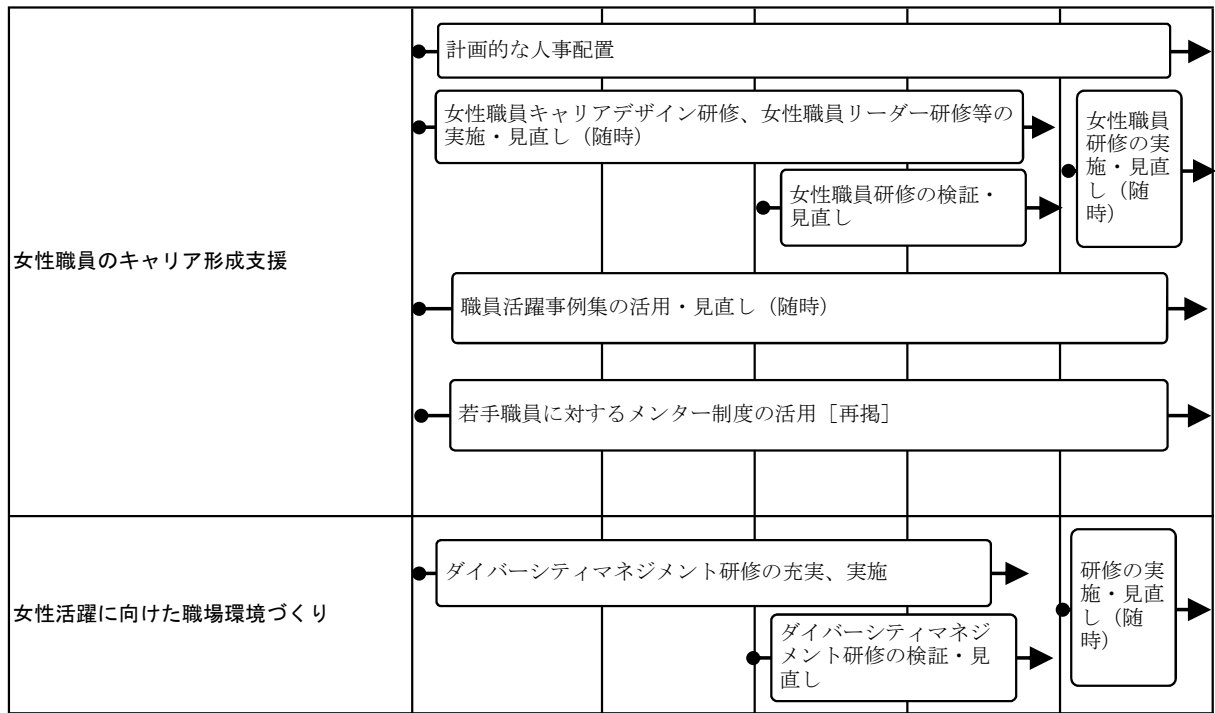 計画的な人事配置
女性職員キャリアデザイン研修、女性職員リーダー研修等の
実施・見直し（随時）
女性職員
研修の実
施・見直
し（随
時）
女性職員研修の検証・
見直し
女性職員のキャリア形成支援
職員活躍事例集の活用・見直し（随時）
若手職員に対するメンター制度の活用［再掲］
ダイバーシティマネジメント研修の充実、実施
研修の実
施・見直
し（随
時）
女性活躍に向けた職場環境づくり
ダイバーシティマネジ
メント研修の検証・見
直し